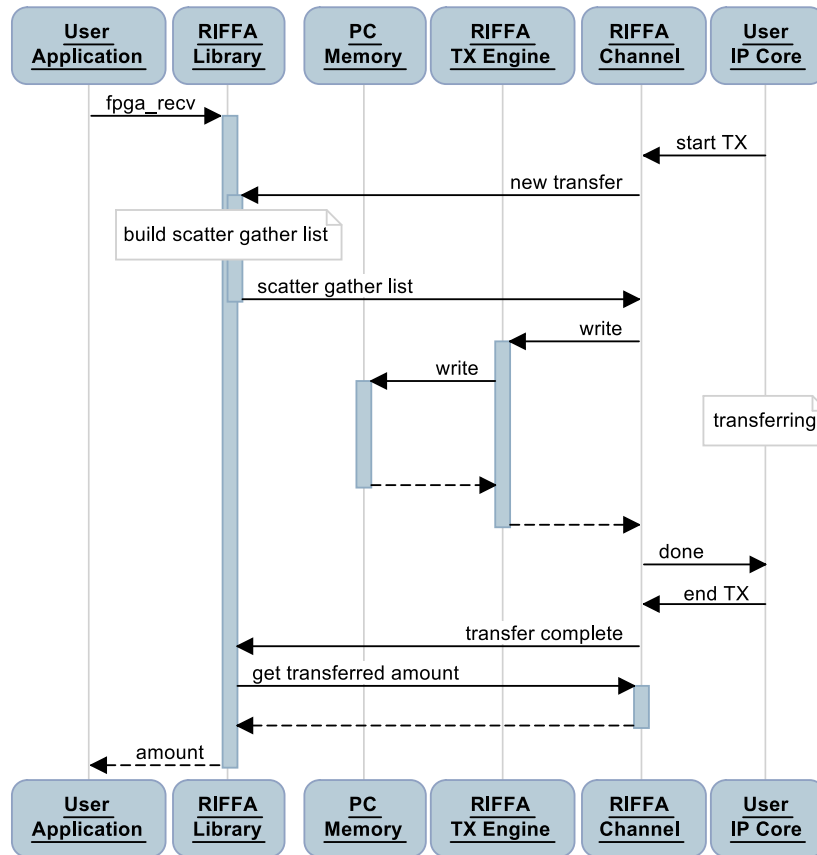 User
Application
RIFFA
Library
PC
Memory
RIFFA
TX Engine
RIFFA
Channel
User
IP Core
fpga_recv
start TX
new transfer
build scatter gather list
scatter gather list
write
write
transferring
done
end TX
transfer complete
get transferred amount
amount
User
Application
RIFFA
Library
PC
Memory
RIFFA
TX Engine
RIFFA
Channel
User
IP Core